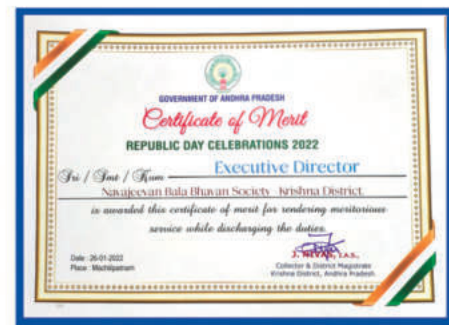 GOVERNMENT OF ANDHRA PRADESH
Certificate of Merit
REPUBLIC DAY CELEBRATIONS 2022
Sri / Smt / Kum Executive Director
Navajeevan Bala Bhavan Society - Krishna District.
is awarded this certificate of merit for rendering meritorious
service while discharging the duties.
Date : 26-01-2022
Place : Machilipatnam
J. NIVAS, I.A.S.,
Collector & District Magistrate
Krishna District, Andhra Pradesh